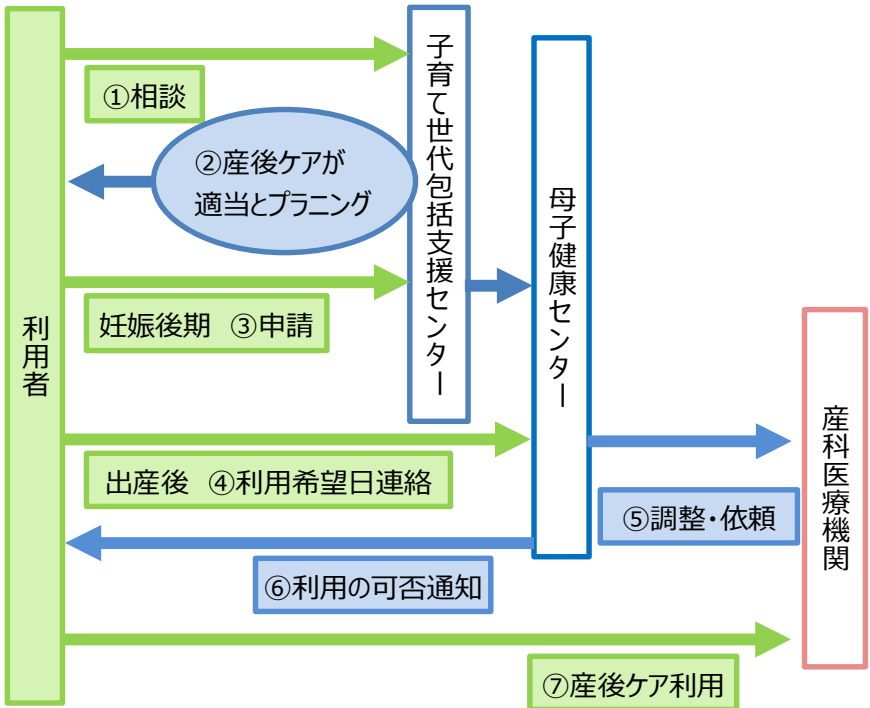 利用者
①相談
②産後ケアが
適当とプラニング
妊娠後期 ③申請
出産後 ④利用希望日連絡
⑥利用の可否通知
⑦産後ケア利用
子育て世代包括支援センター
母子健康センター
⑤調整・依頼
産科医療機関